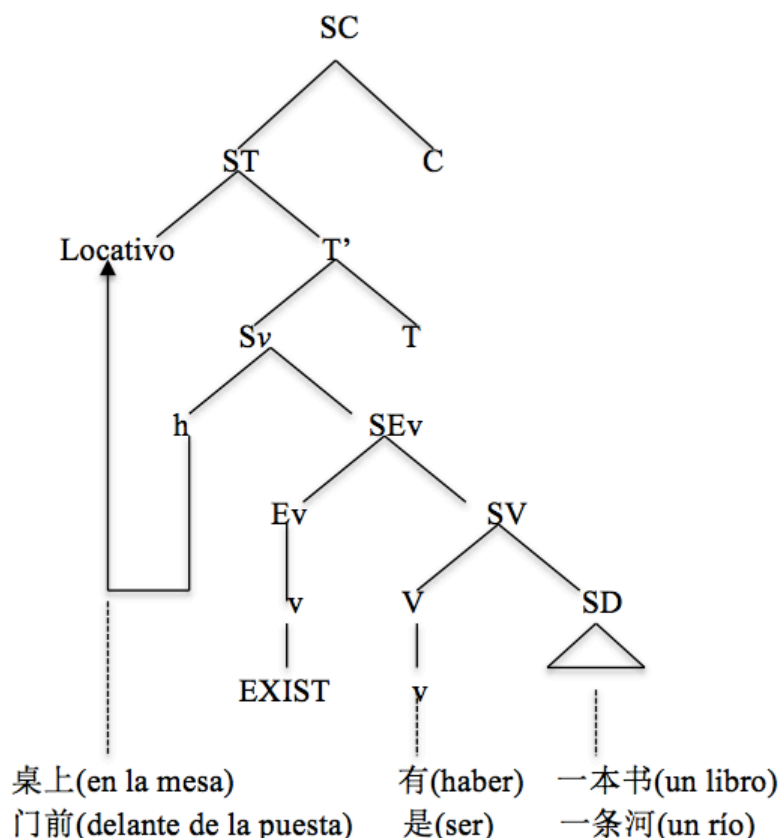 SC
ST C
Locativo T’
Sv T
h SEv
Ev SV
v V SD
EXIST v
桌上(en la mesa) 有(haber) 一本书(un libro)
门前(delante de la puesta) 是(ser) 一条河(un río)